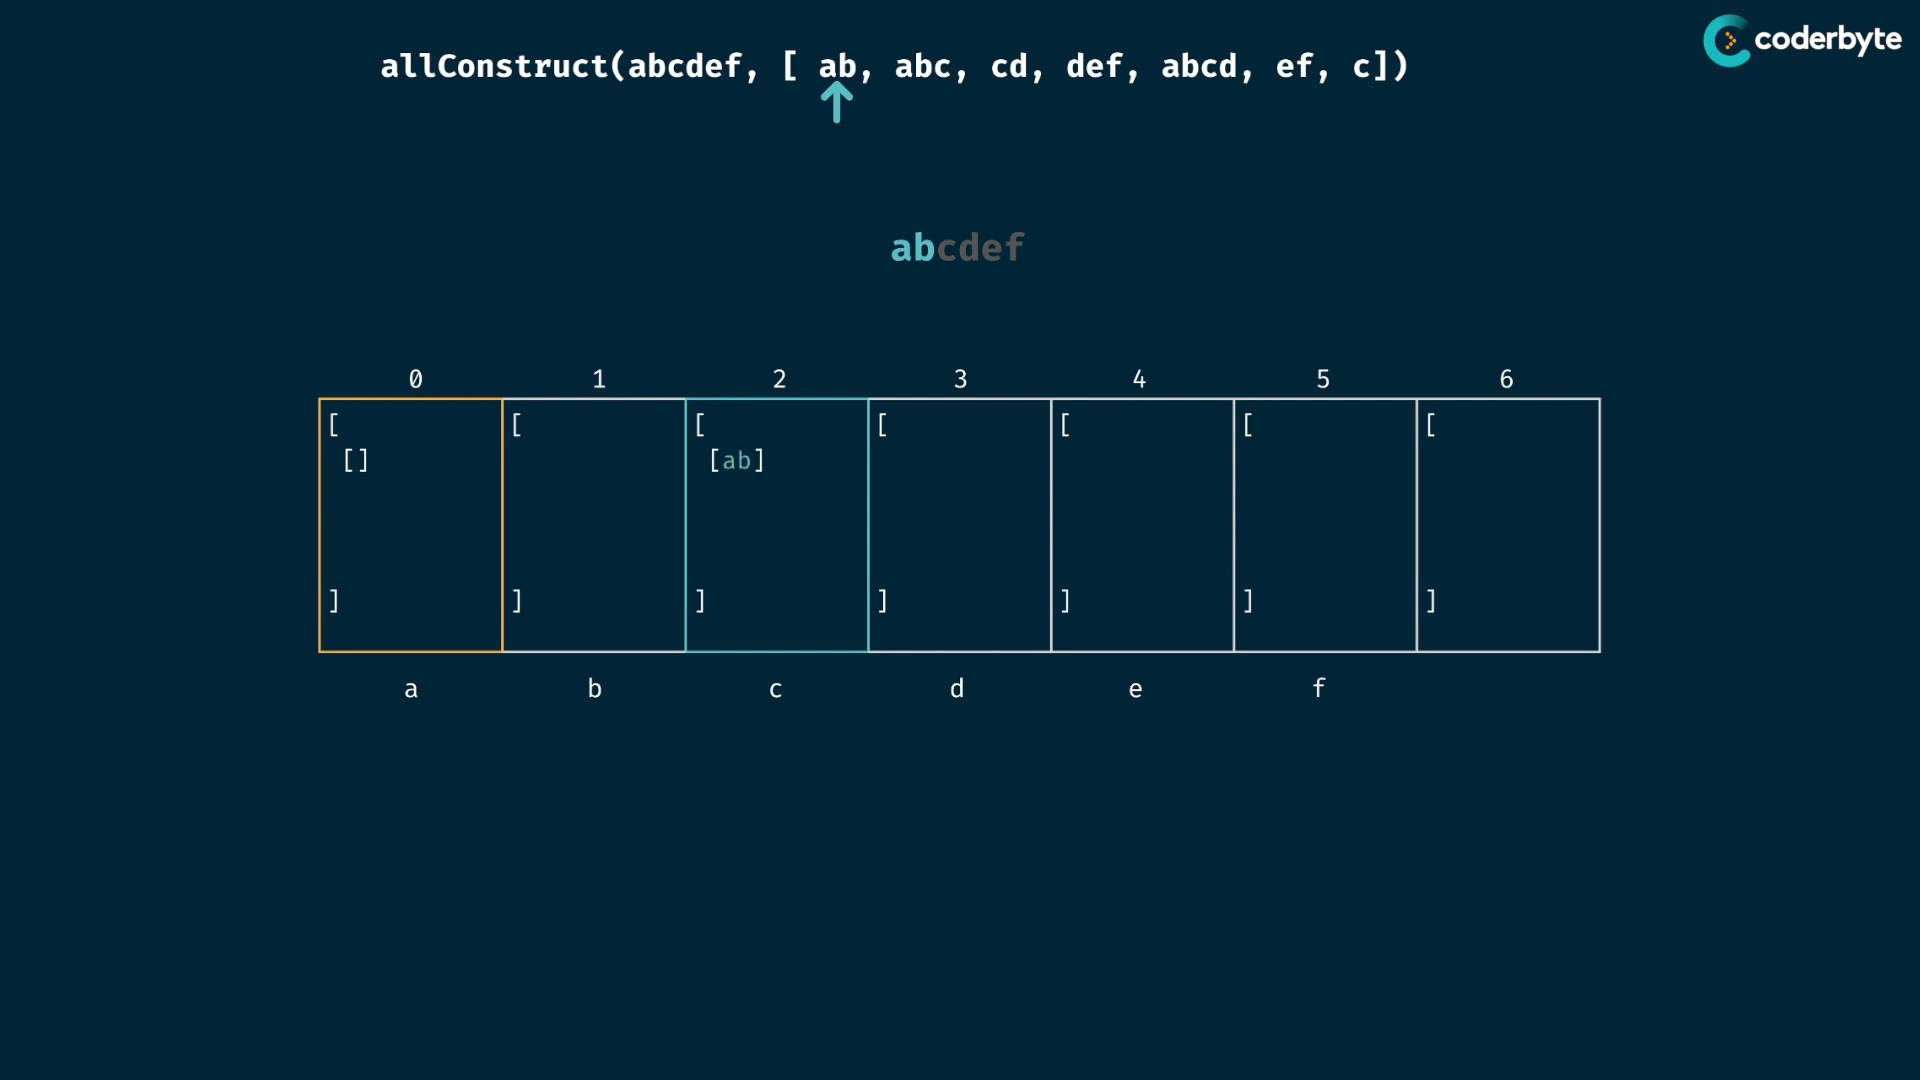 coderbyte
allConstruct(abcdef, [ ab, abc, cd, def, abcd, ef, c])
abcdef
0 1 2 3 4 5 6
[ [ [ [ [ [ [
[] [ab]
] ] ] ] ] ] ]
a b c d e f